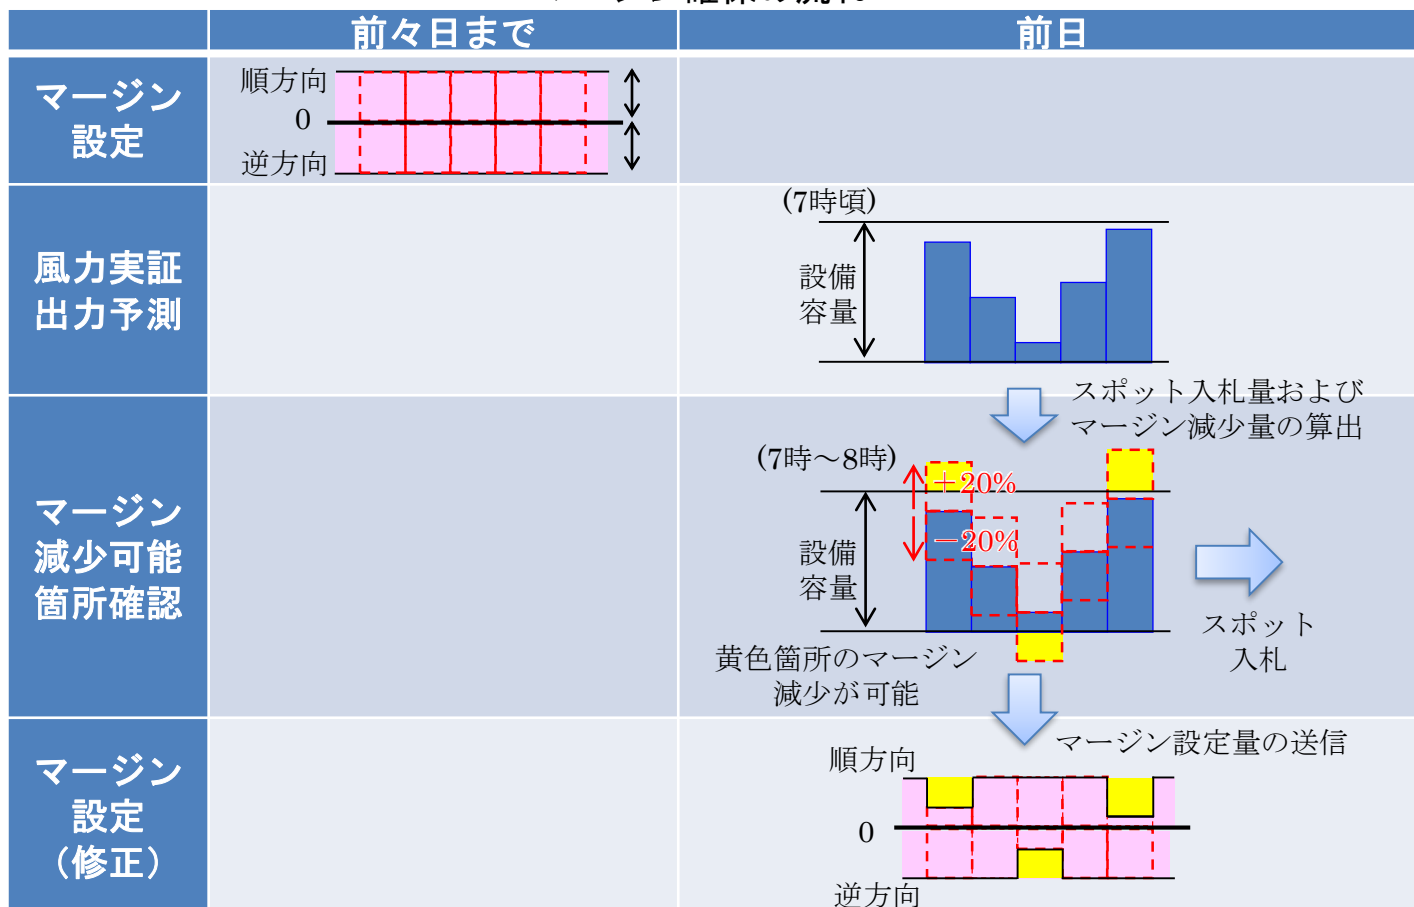 前々日まで
前日
マージン
設定
順方向
0
逆方向
風力実証
出力予測
(7時頃)
設備
容量
スポット入札量および
マージン減少量の算出
マージン
減少可能
箇所確認
(7時～8時)
＋20%
－20%
設備
容量
スポット
入札
黄色箇所のマージン
減少が可能
マージン
設定
（修正）
マージン設定量の送信
順方向
0
逆方向